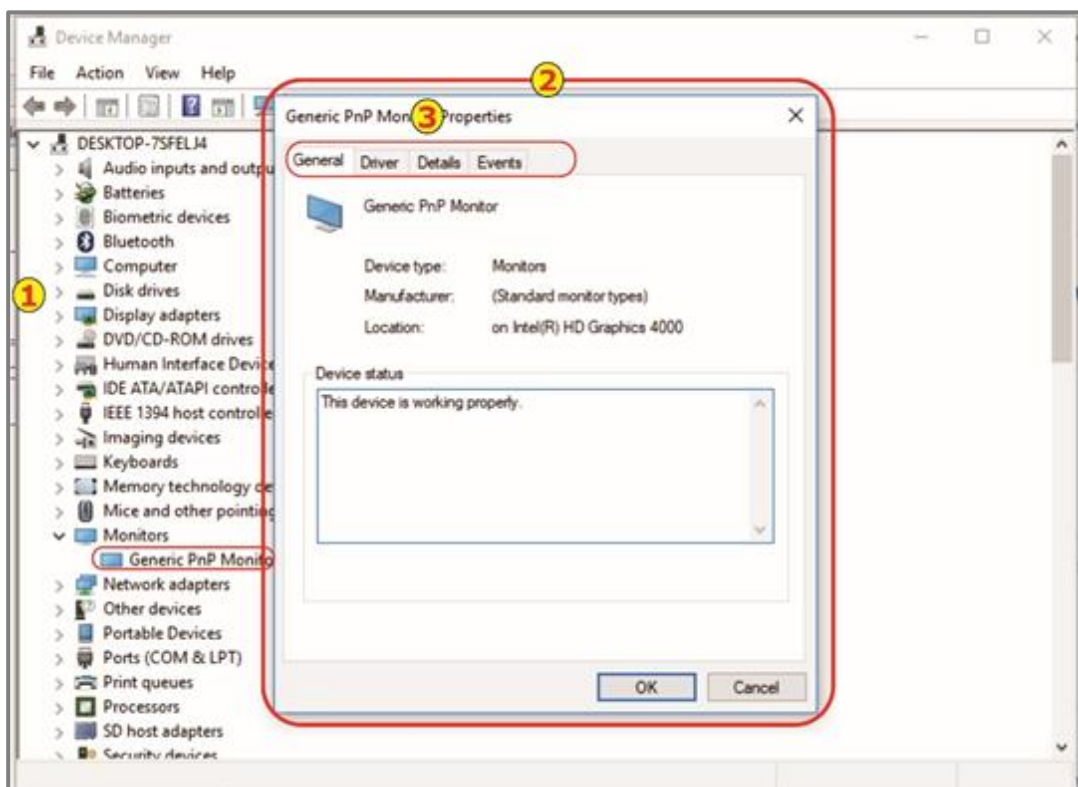 Device Manager
File Action View Help
2
Generic PnP Mon 3 Properties
DESKTOP-7SFELJ4
General Driver Details Events
Audio inputs and outpu
Batteries
Biometric devices
Bluetooth
Computer
1
Disk drives
Display adapters
DVD/CD-ROM drives
Human Interface Device
IDE ATA/ATAPI controlle
IEEE 1394 host controlle
Imaging devices
Keyboards
Memory technology de
Mice and other pointing
Monitors
Generic PnP Monito
Network adapters
Other devices
Portable Devices
Ports (COM & LPT)
Print queues
Processors
SD host adapters
Security devices
Generic PnP Monitor
Device type: Monitors
Manufacturer: (Standard monitor types)
Location: on Intel(R) HD Graphics 4000
Device status
This device is working properly.
OK Cancel